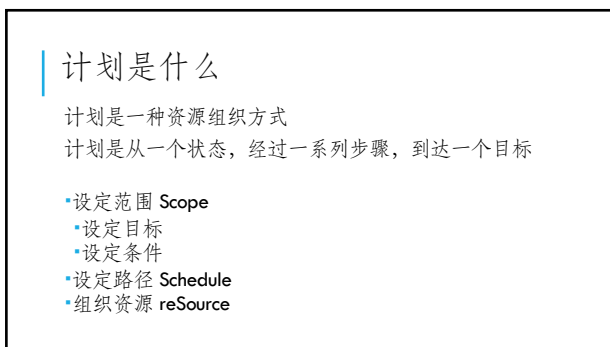 计划是什么
计划是一种资源组织方式
计划是从一个状态，经过一系列步骤，到达一个目标
▪设定范围 Scope
▪设定目标
▪设定条件
▪设定路径 Schedule
▪组织资源 reSource